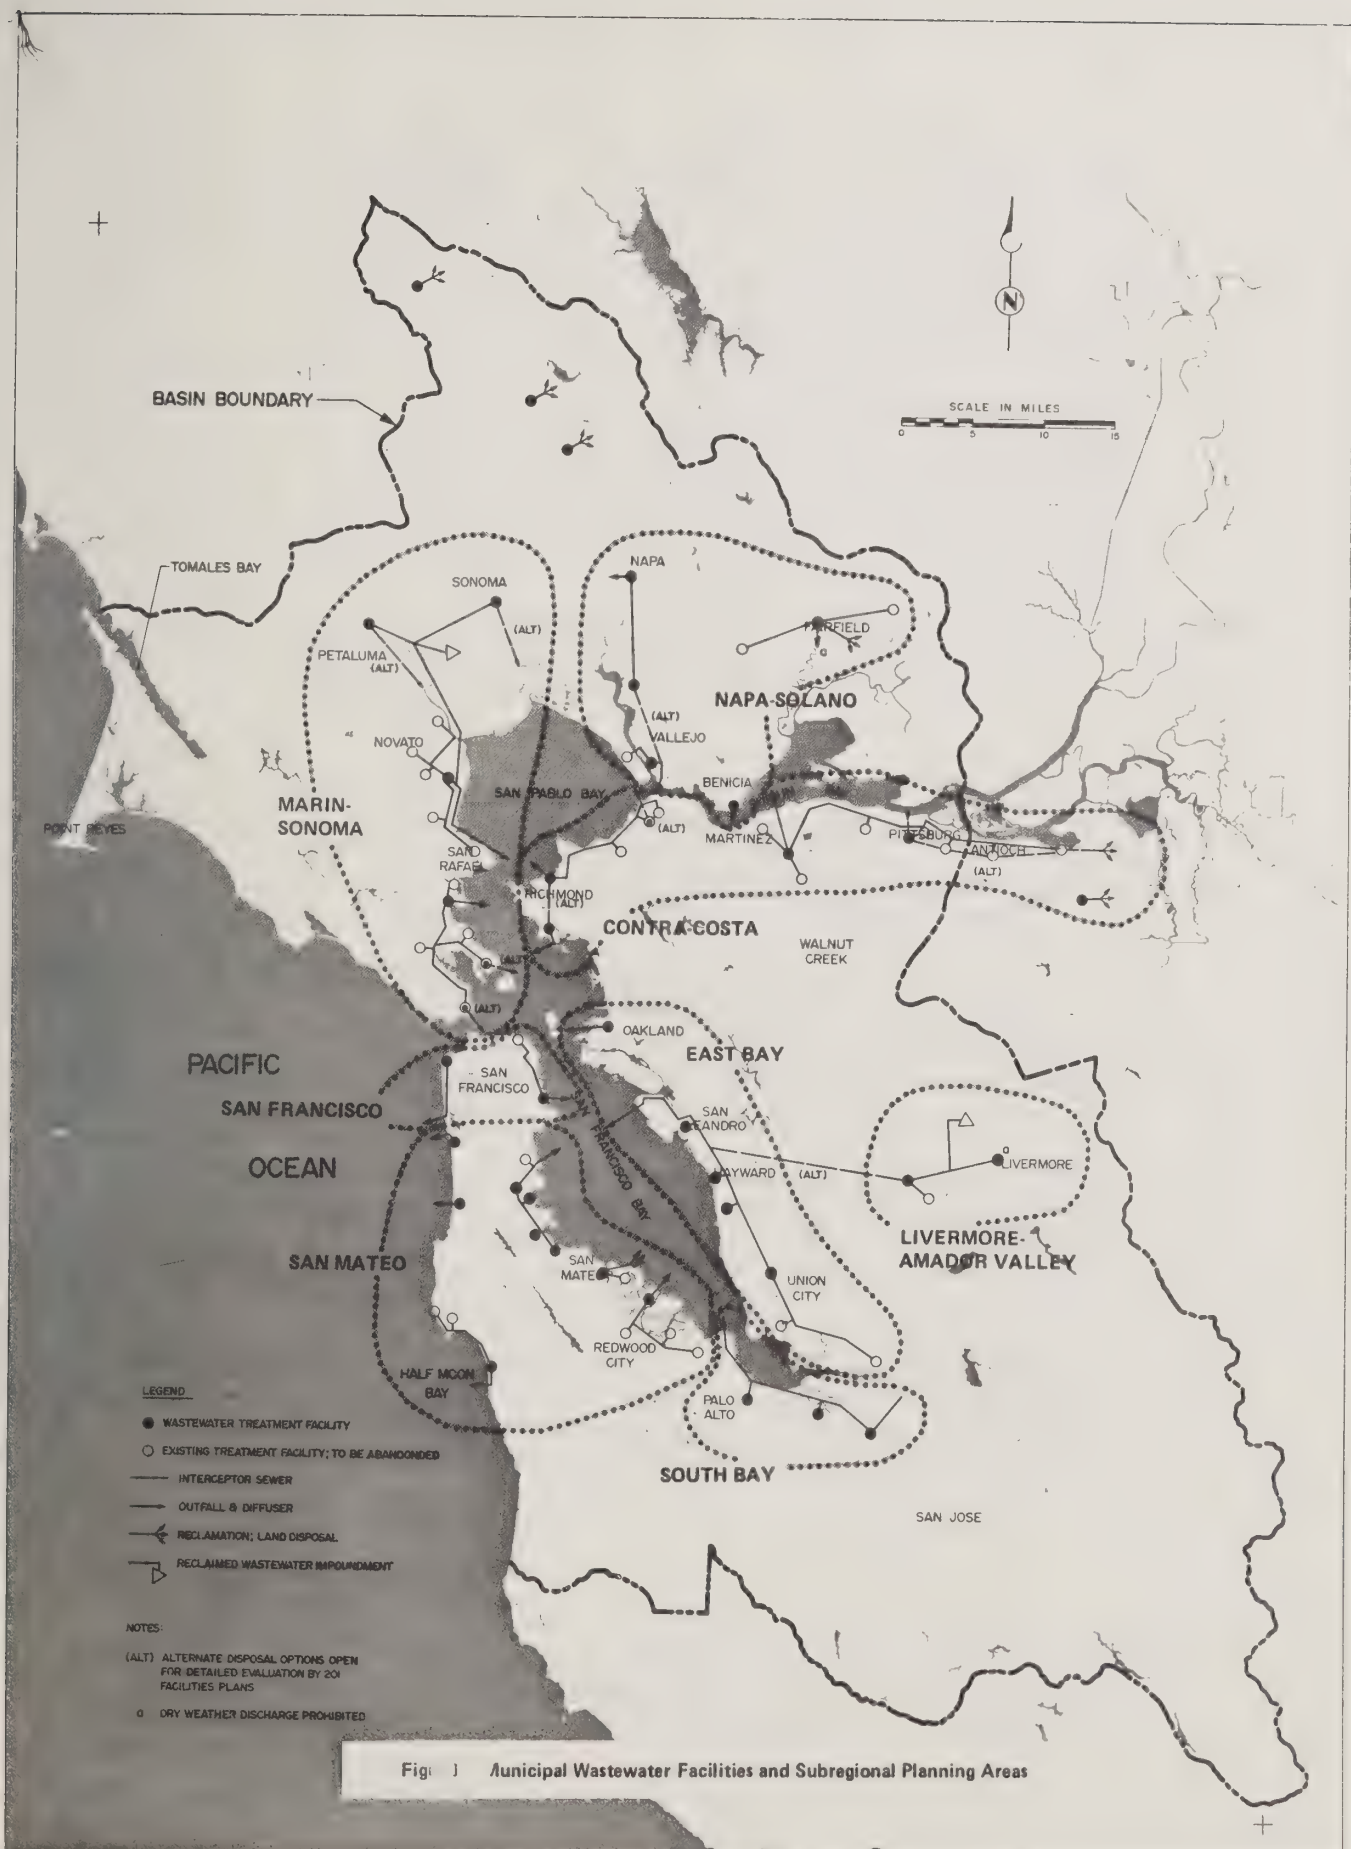 BASIN BOUNDARY
SCALE IN MILES
0 5 10 15
N
TOMALES BAY
SONOMA
(ALT)
PETALUMA
(ALT)
NAPA
FAIRFIELD
a
NAPA-SOLANO
(ALT)
VALLEJO
NOVATO
BENICIA
SAN PABLO BAY
MARIN-
SONOMA
POINT REYES
(ALT)
MARTINEZ
PITTSBURG
ANTIOCH
(ALT)
SAN
RAFAEL
RICHMOND
(ALT)
CONTRA COSTA
WALNUT
CREEK
(ALT)
(ALT)
OAKLAND
EAST BAY
PACIFIC
SAN
FRANCISCO
SAN FRANCISCO
SAN FRANCISCO BAY
SAN
LEANDRO
OCEAN
HAYWARD
(ALT)
a
LIVERMORE
LIVERMORE-
AMADOR VALLEY
SAN MATEO
SAN
MATEO
UNION
CITY
REDWOOD
CITY
HALF MOON
BAY
PALO
ALTO
SOUTH BAY
SAN JOSE
LEGEND
WASTEWATER TREATMENT FACILITY
EXISTING TREATMENT FACILITY; TO BE ABANDONDED
INTERCEPTOR SEWER
OUTFALL & DIFFUSER
RECLAMATION; LAND DISPOSAL
RECLAIMED WASTEWATER IMPOUNDMENT
NOTES:
(ALT) ALTERNATE DISPOSAL OPTIONS OPEN
FOR DETAILED EVALUATION BY 201
FACILITIES PLANS
a DRY WEATHER DISCHARGE PROHIBITED
Municipal Wastewater Facilities and Subregional Planning Areas